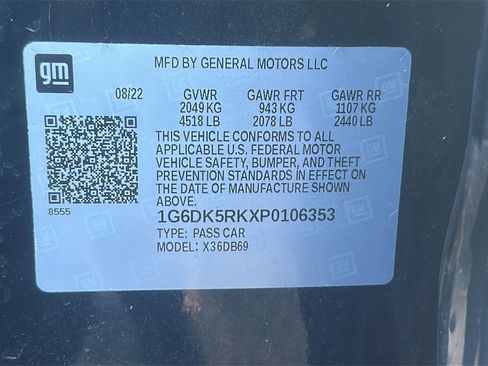 gm
MFD BY GENERAL MOTORS LLC
08/22 GVWR GAWR FRT GAWR RR
2049 KG 943 KG 1107 KG
4518 LB 2078 LB 2440 LB
THIS VEHICLE CONFORMS TO ALL
APPLICABLE U.S. FEDERAL MOTOR
VEHICLE SAFETY, BUMPER, AND THEFT
PREVENTION STANDARDS IN EFFECT ON
THE DATE OF MANUFACTURE SHOWN
ABOVE.
8555
1G6DK5RKXP0106353
TYPE: PASS CAR
MODEL: X36DB69